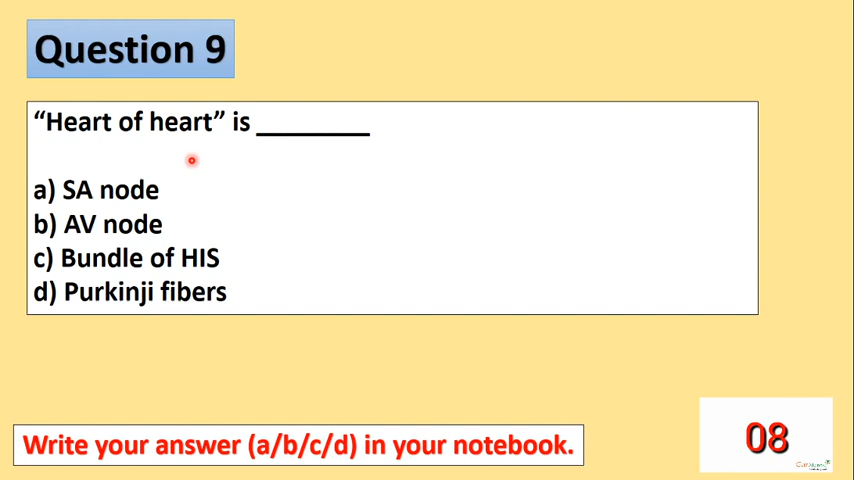 Question 9
“Heart of heart” is _________
a) SA node
b) AV node
c) Bundle of HIS
d) Purkinji fibers
Write your answer (a/b/c/d) in your notebook.
08